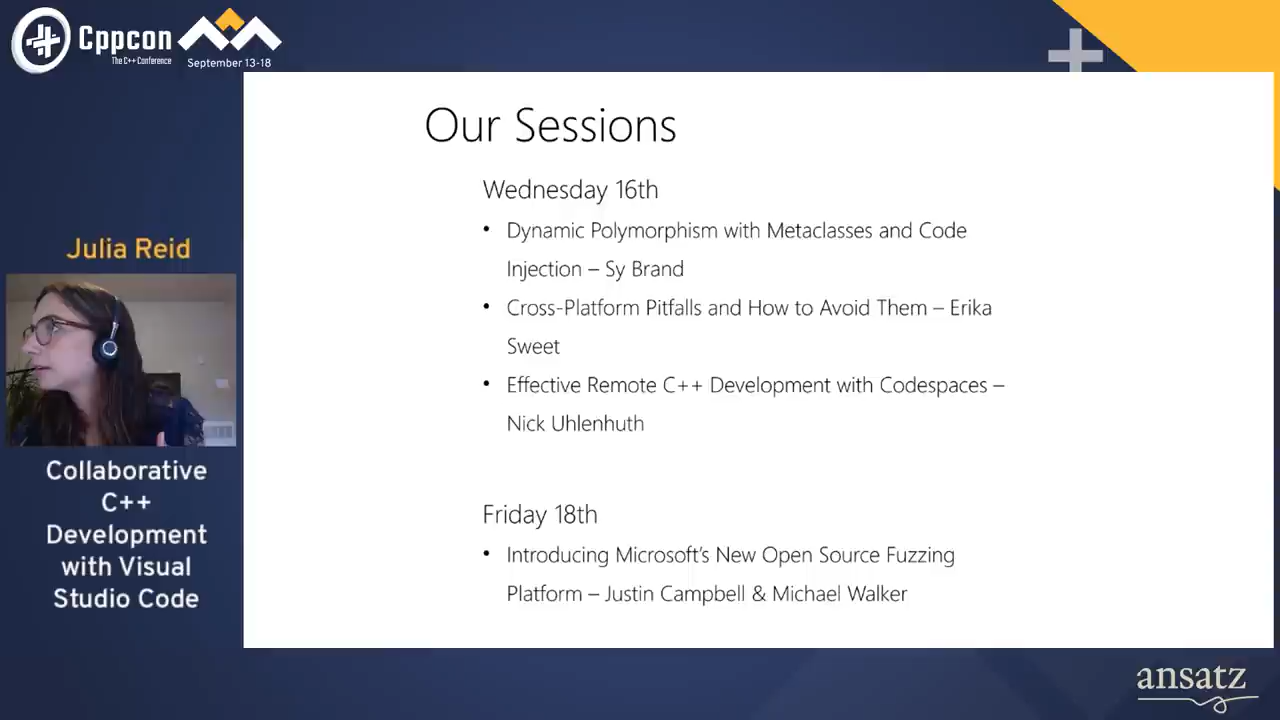 Cppcon
The C++ Conference
September 13-18
Our Sessions
Wednesday 16th
• Dynamic Polymorphism with Metaclasses and Code
Injection – Sy Brand
• Cross-Platform Pitfalls and How to Avoid Them – Erika
Sweet
• Effective Remote C++ Development with Codespaces –
Nick Uhlenhuth
Friday 18th
• Introducing Microsoft's New Open Source Fuzzing
Platform – Justin Campbell & Michael Walker
Julia Reid
Collaborative
C++
Development
with Visual
Studio Code
ansatz